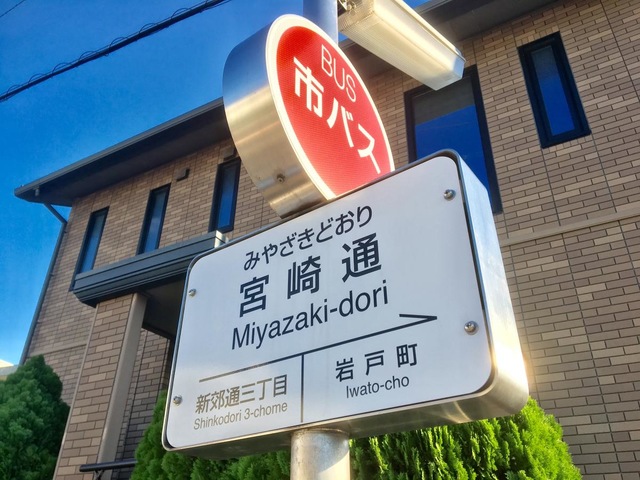 BUS
市バス
みやざきどおり
宮崎通
Miyazaki-dori
新郊通三丁目
Shinkodori 3-chome
岩戸町
Iwato-cho